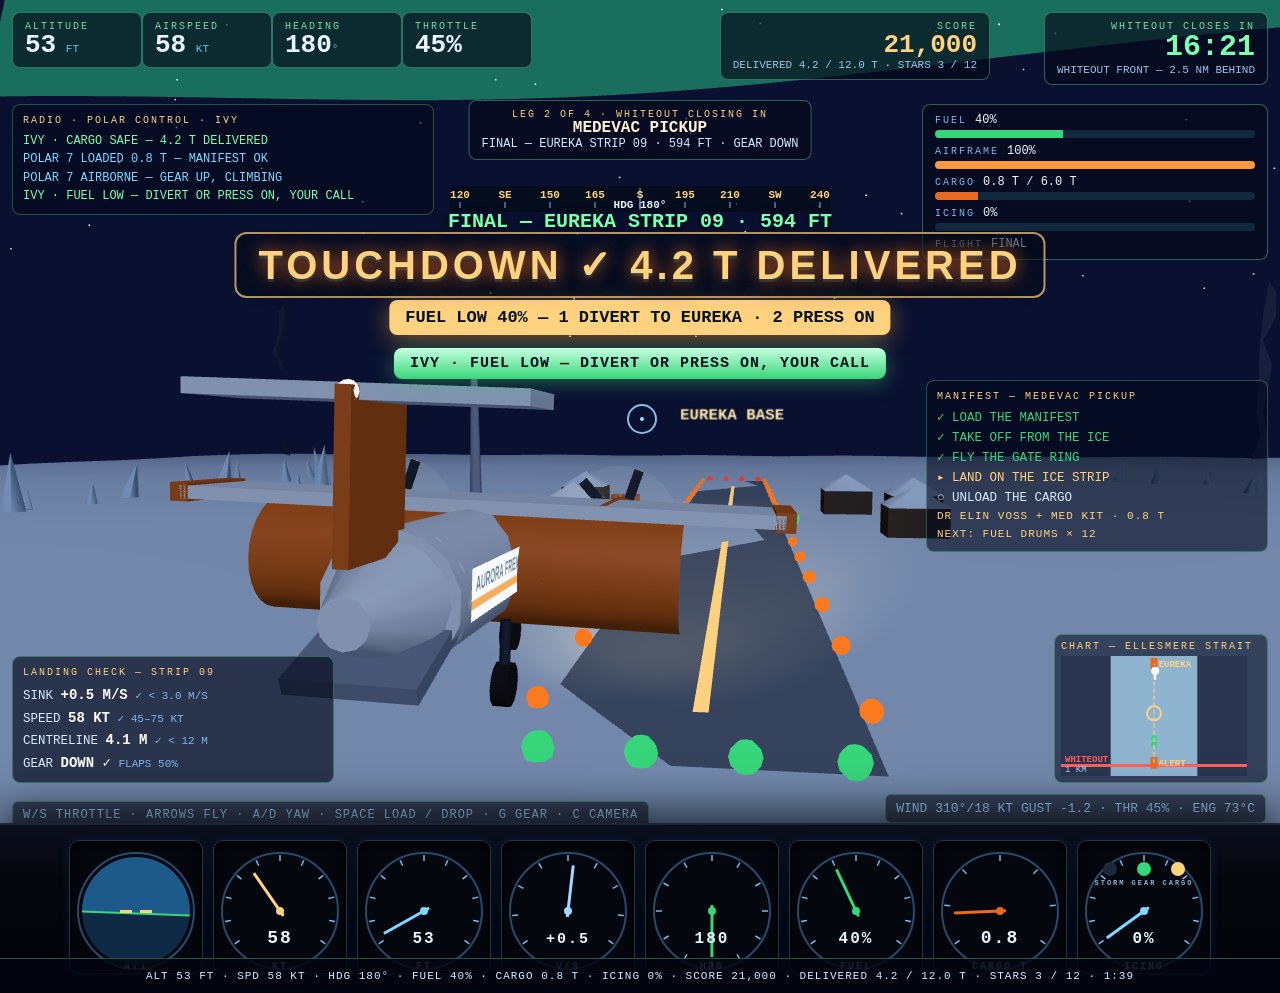 ALTITUDE
53 FT
AIRSPEED
58 KT
HEADING
180°
THROTTLE
45%
SCORE
21,000
DELIVERED 4.2 / 12.0 T · STARS 3 / 12
WHITEOUT CLOSES IN
16:21
WHITEOUT FRONT — 2.5 NM BEHIND
RADIO · POLAR CONTROL · IVY
IVY · CARGO SAFE — 4.2 T DELIVERED
POLAR 7 LOADED 0.8 T — MANIFEST OK
POLAR 7 AIRBORNE — GEAR UP, CLIMBING
IVY · FUEL LOW — DIVERT OR PRESS ON, YOUR CALL
LEG 2 OF 4 · WHITEOUT CLOSING IN
MEDEVAC PICKUP
FINAL — EUREKA STRIP 09 · 594 FT · GEAR DOWN
120 SE 150 165 S 195 210 SW 240
HDG 180°
FINAL — EUREKA STRIP 09 · 594 FT
FUEL 40%
AIRFRAME 100%
CARGO 0.8 T / 6.0 T
ICING 0%
FLIGHT FINAL
TOUCHDOWN ✓ 4.2 T DELIVERED
FUEL LOW 40% — 1 DIVERT TO EUREKA · 2 PRESS ON
IVY · FUEL LOW — DIVERT OR PRESS ON, YOUR CALL
EUREKA BASE
MANIFEST — MEDEVAC PICKUP
✓ LOAD THE MANIFEST
✓ TAKE OFF FROM THE ICE
✓ FLY THE GATE RING
▸ LAND ON THE ICE STRIP
○ UNLOAD THE CARGO
DR ELIN VOSS + MED KIT · 0.8 T
NEXT: FUEL DRUMS × 12
AURORA
LANDING CHECK — STRIP 09
SINK +0.5 M/S ✓ < 3.0 M/S
SPEED 58 KT ✓ 45–75 KT
CENTRELINE 4.1 M ✓ < 12 M
GEAR DOWN ✓ FLAPS 50%
CHART — ELLESMERE STRAIT
EUREKA
WHITEOUT
1 KM
ALERT
W/S THROTTLE · ARROWS FLY · A/D YAW · SPACE LOAD / DROP · G GEAR · C CAMERA
WIND 310°/18 KT GUST -1.2 · THR 45% · ENG 73°C
STORM GEAR CARGO
58
53
+0.5
180
40%
0.8
0%
KT
FT
V/S
HDG
FUEL
CARGO T
ICING
ALT 53 FT · SPD 58 KT · HDG 180° · FUEL 40% · CARGO 0.8 T · ICING 0% · SCORE 21,000 · DELIVERED 4.2 / 12.0 T · STARS 3 / 12 · 1:39